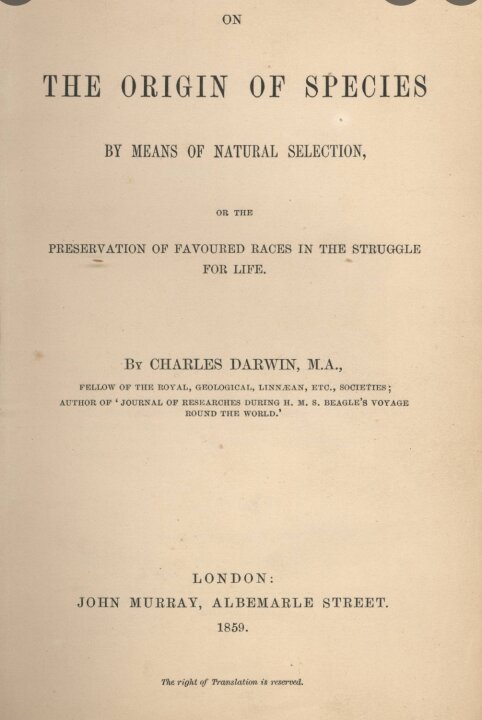 ON
THE ORIGIN OF SPECIES
BY MEANS OF NATURAL SELECTION,
OR THE
PRESERVATION OF FAVOURED RACES IN THE STRUGGLE
FOR LIFE.
By CHARLES DARWIN, M.A.,
FELLOW OF THE ROYAL, GEOLOGICAL, LINNÆAN, ETC., SOCIETIES;
AUTHOR OF ‘JOURNAL OF RESEARCHES DURING H. M. S. BEAGLE’S VOYAGE
ROUND THE WORLD.’
LONDON:
JOHN MURRAY, ALBEMARLE STREET.
1859.
The right of Translation is reserved.